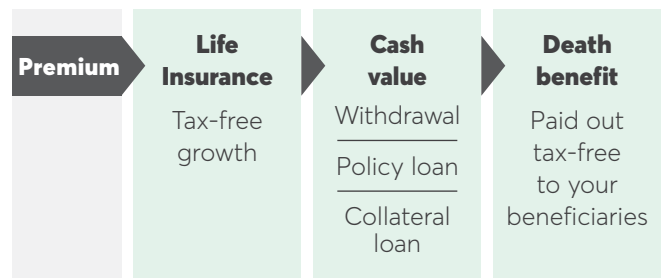 Premium
Life
Insurance
Tax-free
growth
Cash
value
Withdrawal
Policy loan
Collateral
loan
Death
benefit
Paid out
tax-free
to your
beneficiaries